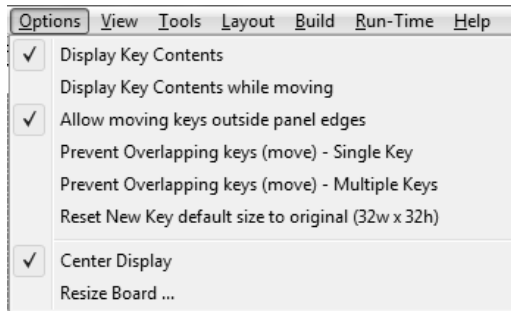 Options View Tools Layout Build Run-Time Help
Display Key Contents
Display Key Contents while moving
Allow moving keys outside panel edges
Prevent Overlapping keys (move) - Single Key
Prevent Overlapping keys (move) - Multiple Keys
Reset New Key default size to original (32w x 32h)
Center Display
Resize Board ...